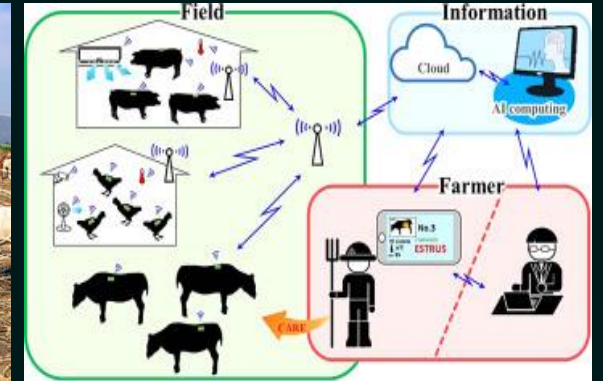 Field
Information
Cloud
AI computing
Farmer
No.3
ESTRUS
CARE